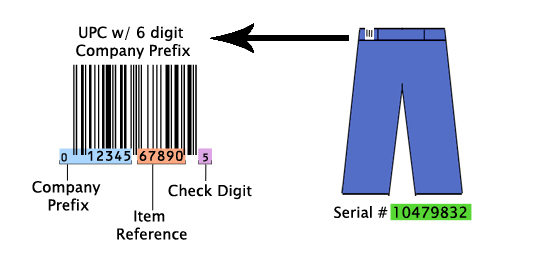 UPC w/ 6 digit
Company Prefix
0 12345 67890 5
Company
Prefix
Item
Reference
Check Digit
Serial # 10479832